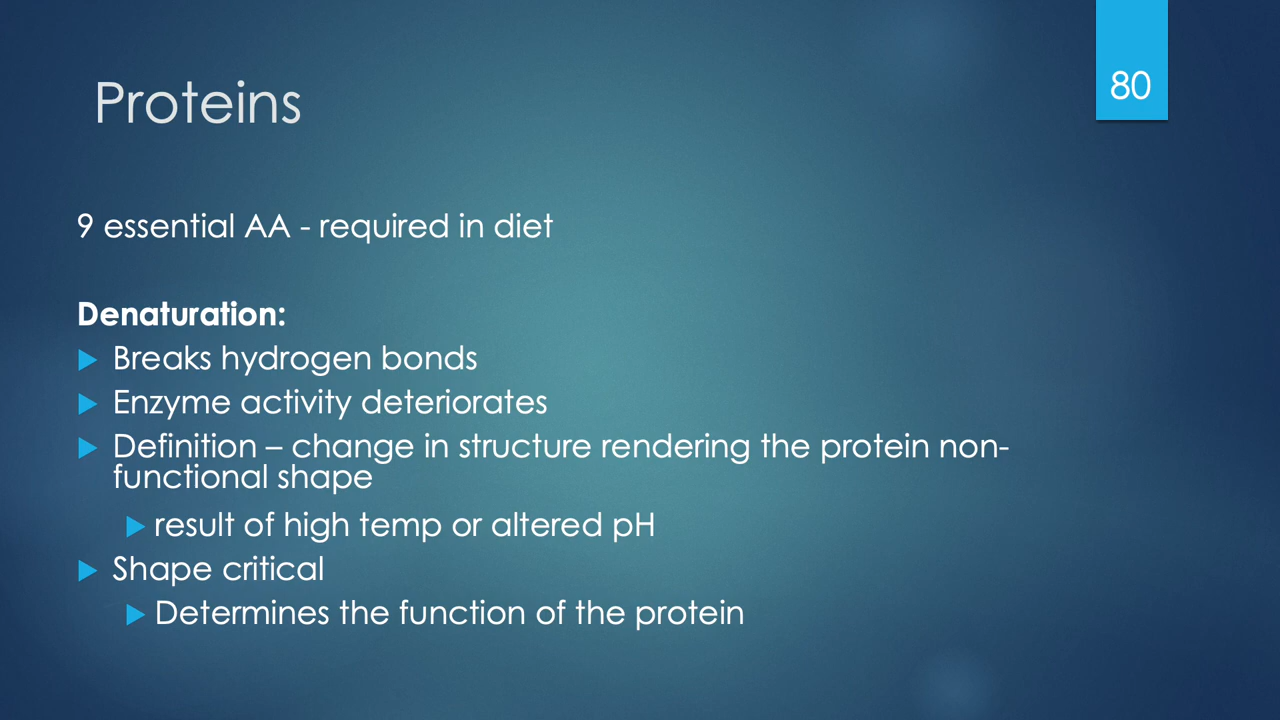 Proteins
80
9 essential AA - required in diet
Denaturation:
Breaks hydrogen bonds
Enzyme activity deteriorates
Definition – change in structure rendering the protein non-
functional shape
result of high temp or altered pH
Shape critical
Determines the function of the protein